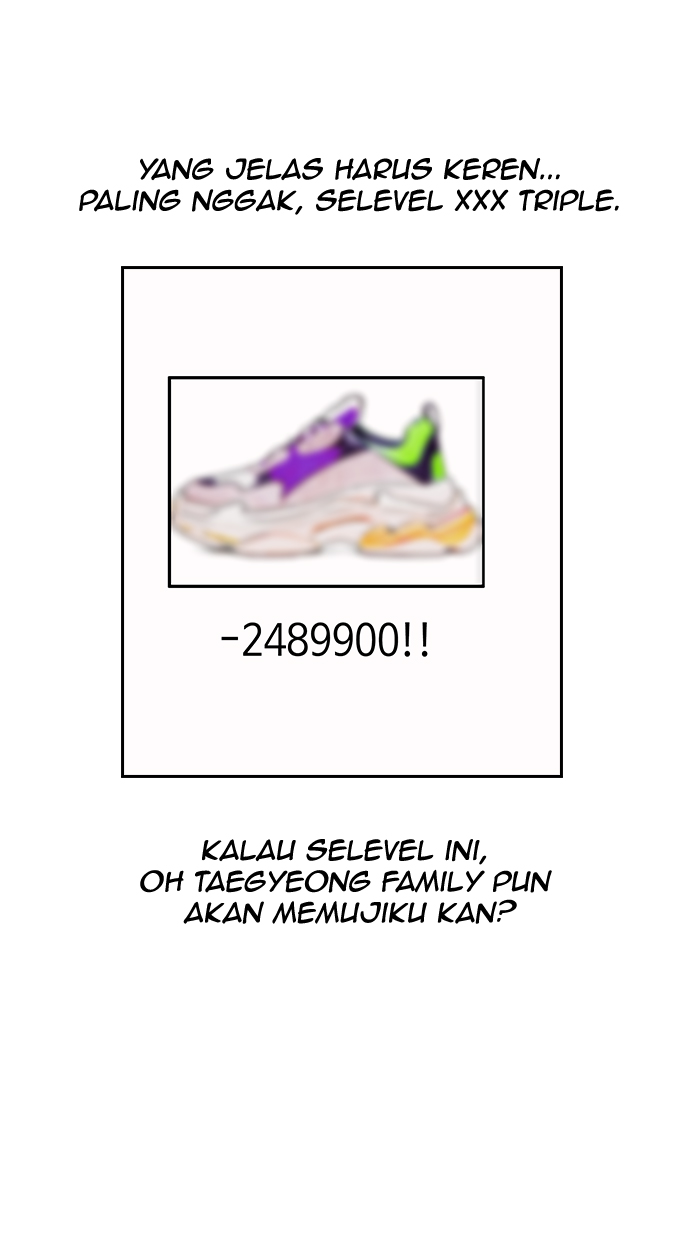 YANG JELAS HARUS KEREN...
PALING NGGAK, SELEVEL XXX TRIPLE.
-2489900!!
KALAU SELEVEL INI,
OH TAEGYEONG FAMILY PUN
AKAN MEMUJIKU KAN?